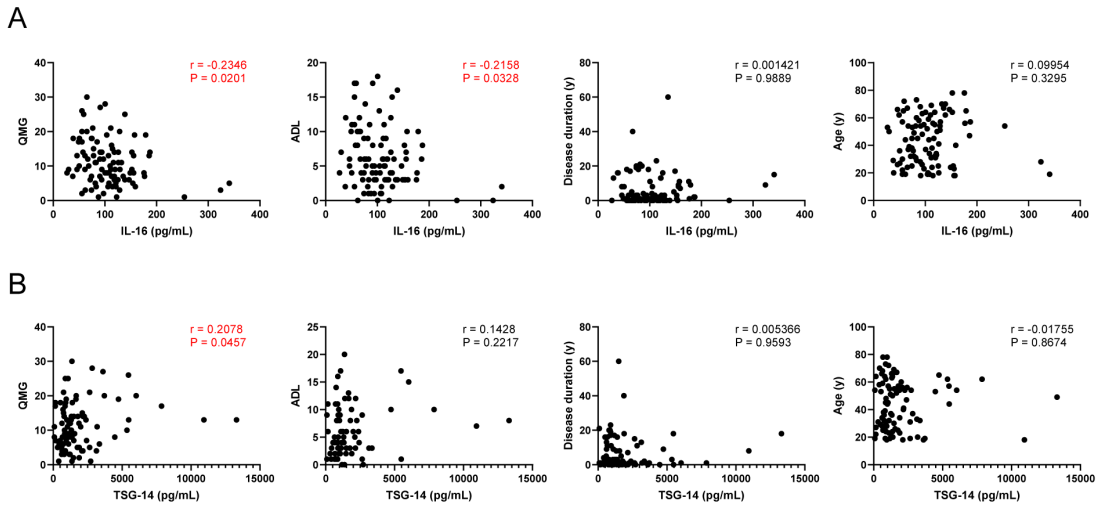 A
r = -0.2346
P = 0.0201
QMG
40
30
20
10
0
0 100 200 300 400
IL-16 (pg/mL)
r = -0.2158
P = 0.0328
ADL
20
15
10
5
0
0 100 200 300 400
IL-16 (pg/mL)
r = 0.001421
P = 0.9889
Disease duration (y)
80
60
40
20
0
0 100 200 300 400
IL-16 (pg/mL)
r = 0.09954
P = 0.3295
Age (y)
100
80
60
40
20
0
0 100 200 300 400
IL-16 (pg/mL)
B
r = 0.2078
P = 0.0457
QMG
40
30
20
10
0
0 5000 10000 15000
TSG-14 (pg/mL)
r = 0.1428
P = 0.2217
ADL
25
20
15
10
5
0
0 5000 10000 15000
TSG-14 (pg/mL)
r = 0.005366
P = 0.9593
Disease duration (y)
80
60
40
20
0
0 5000 10000 15000
TSG-14 (pg/mL)
r = -0.01755
P = 0.8674
Age (y)
100
80
60
40
20
0
0 5000 10000 15000
TSG-14 (pg/mL)